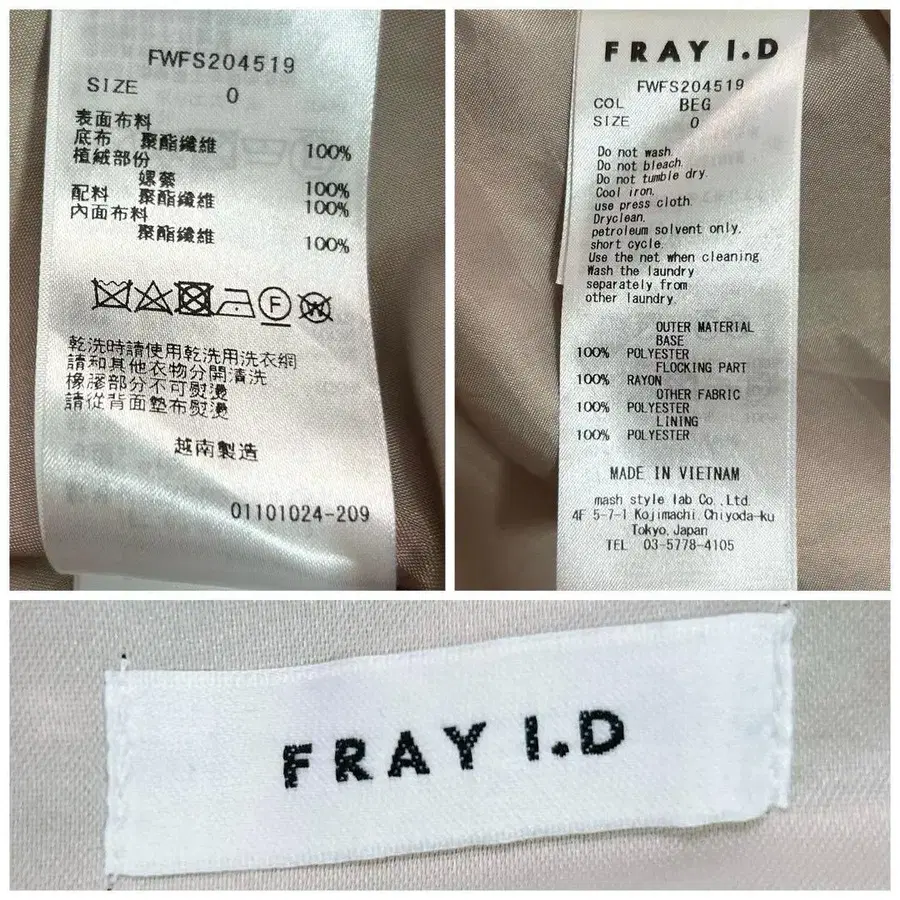 FWFS204519
SIZE 0
表面布料
底布 聚酯纖維 100%
植絨部份
嫘縈 100%
配料 聚酯纖維 100%
內面布料
聚酯纖維 100%
F W
乾洗時請使用乾洗用洗衣網
請和其他衣物分開清洗
橡膠部分不可熨燙
請從背面墊布熨燙
越南製造
01101024-209
FRAY I.D
FWFS204519
COL BEG
SIZE 0
Do not wash.
Do not bleach.
Do not tumble dry.
Cool iron.
use press cloth.
Dryclean.
petroleum solvent only.
short cycle.
Use the net when cleaning.
Wash the laundry
separately from
other laundry.
OUTER MATERIAL
BASE
100% POLYESTER
FLOCKING PART
100% RAYON
OTHER FABRIC
100% POLYESTER
LINING
100% POLYESTER
MADE IN VIETNAM
mash style lab Co., Ltd.
4F 5-7-1 Kojimachi, Chiyoda-ku
Tokyo, Japan
TEL 03-5778-4105
FRAY I.D